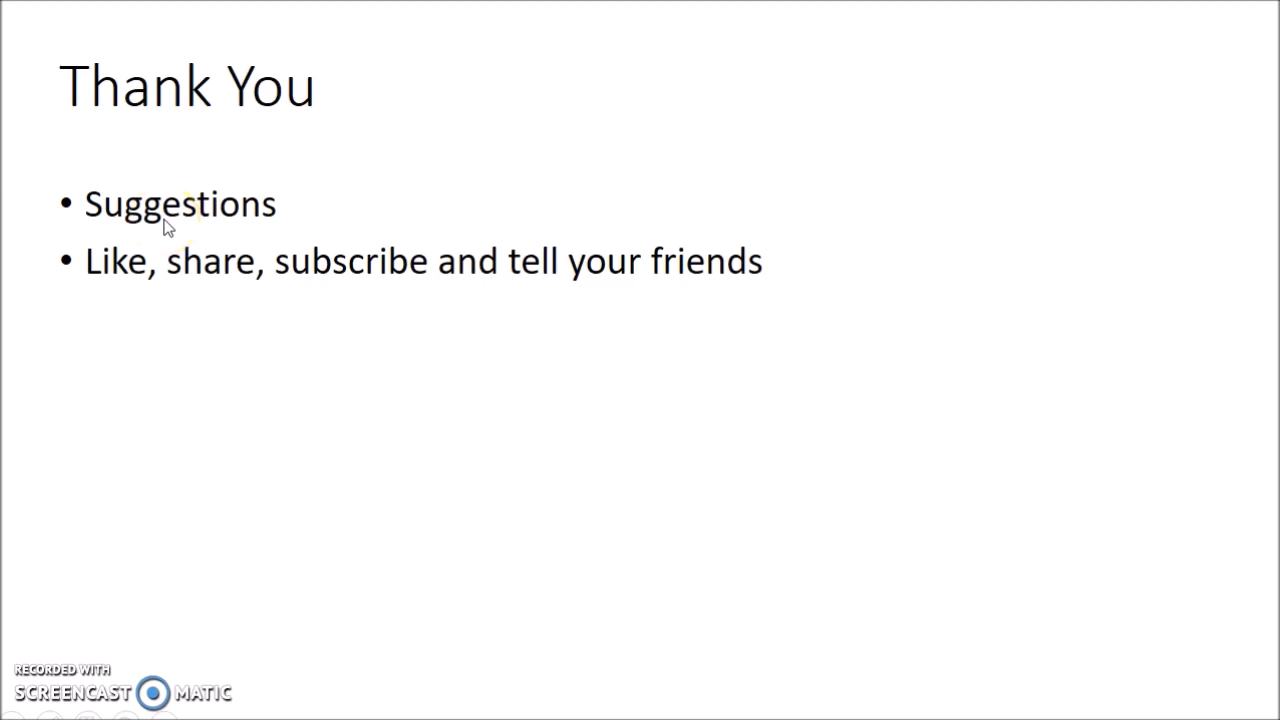 Thank You
• Suggestions
• Like, share, subscribe and tell your friends
RECORDED WITH
SCREENCAST MATIC